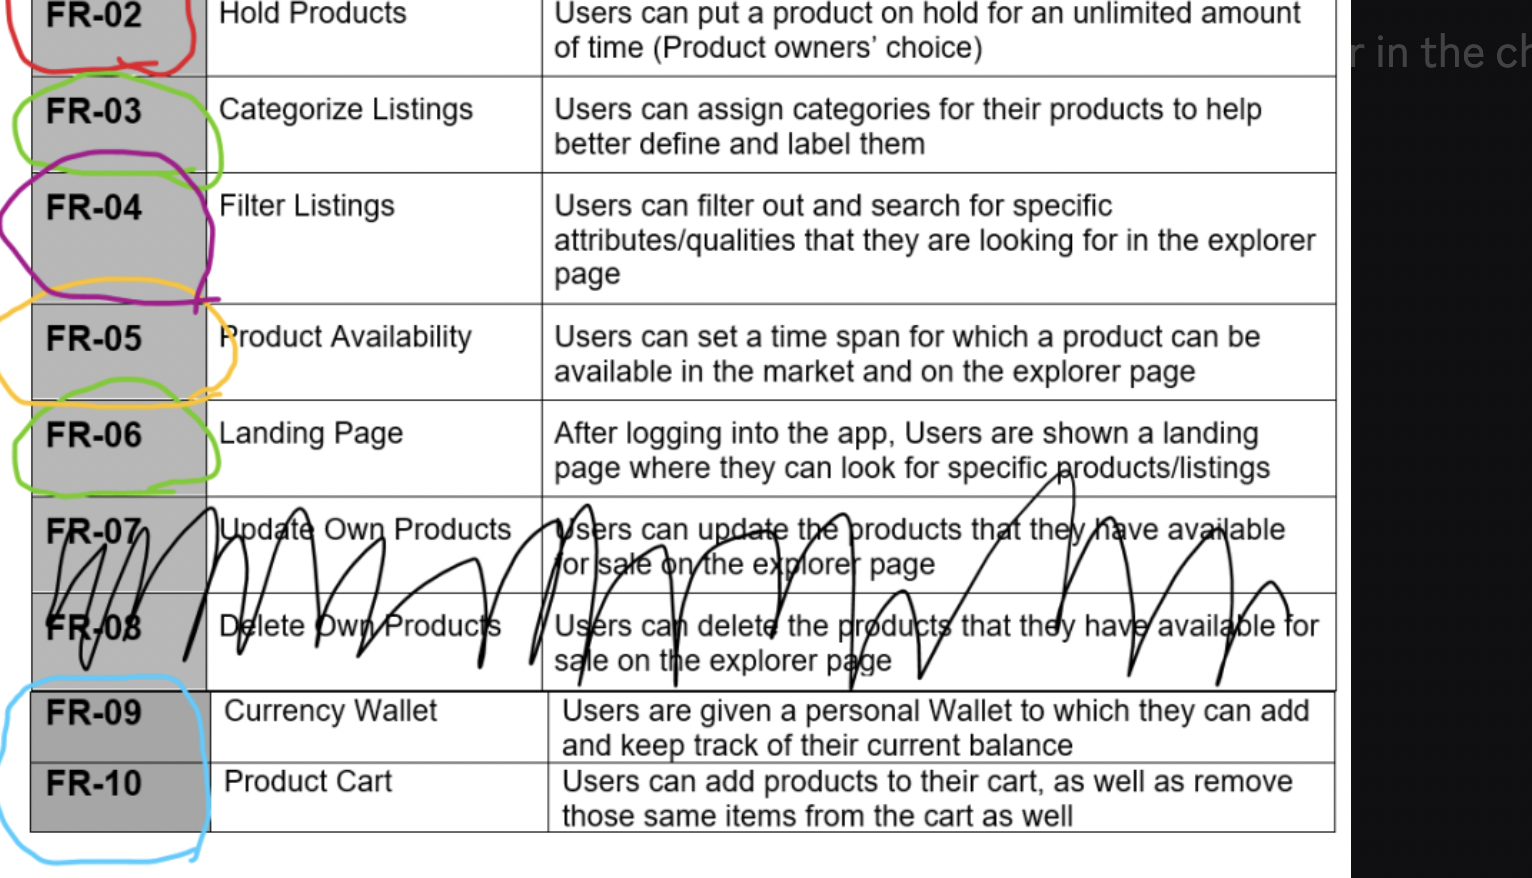 FR-02 Hold Products Users can put a product on hold for an unlimited amount
of time (Product owners’ choice)
FR-03 Categorize Listings Users can assign categories for their products to help
better define and label them
FR-04 Filter Listings Users can filter out and search for specific
attributes/qualities that they are looking for in the explorer
page
FR-05 Product Availability Users can set a time span for which a product can be
available in the market and on the explorer page
FR-06 Landing Page After logging into the app, Users are shown a landing
page where they can look for specific products/listings
FR-07 Update Own Products Users can update the products that they have available
for sale on the explorer page
FR-08 Delete Own Products Users can delete the products that they have available for
sale on the explorer page
FR-09 Currency Wallet Users are given a personal Wallet to which they can add
and keep track of their current balance
FR-10 Product Cart Users can add products to their cart, as well as remove
those same items from the cart as well
in the